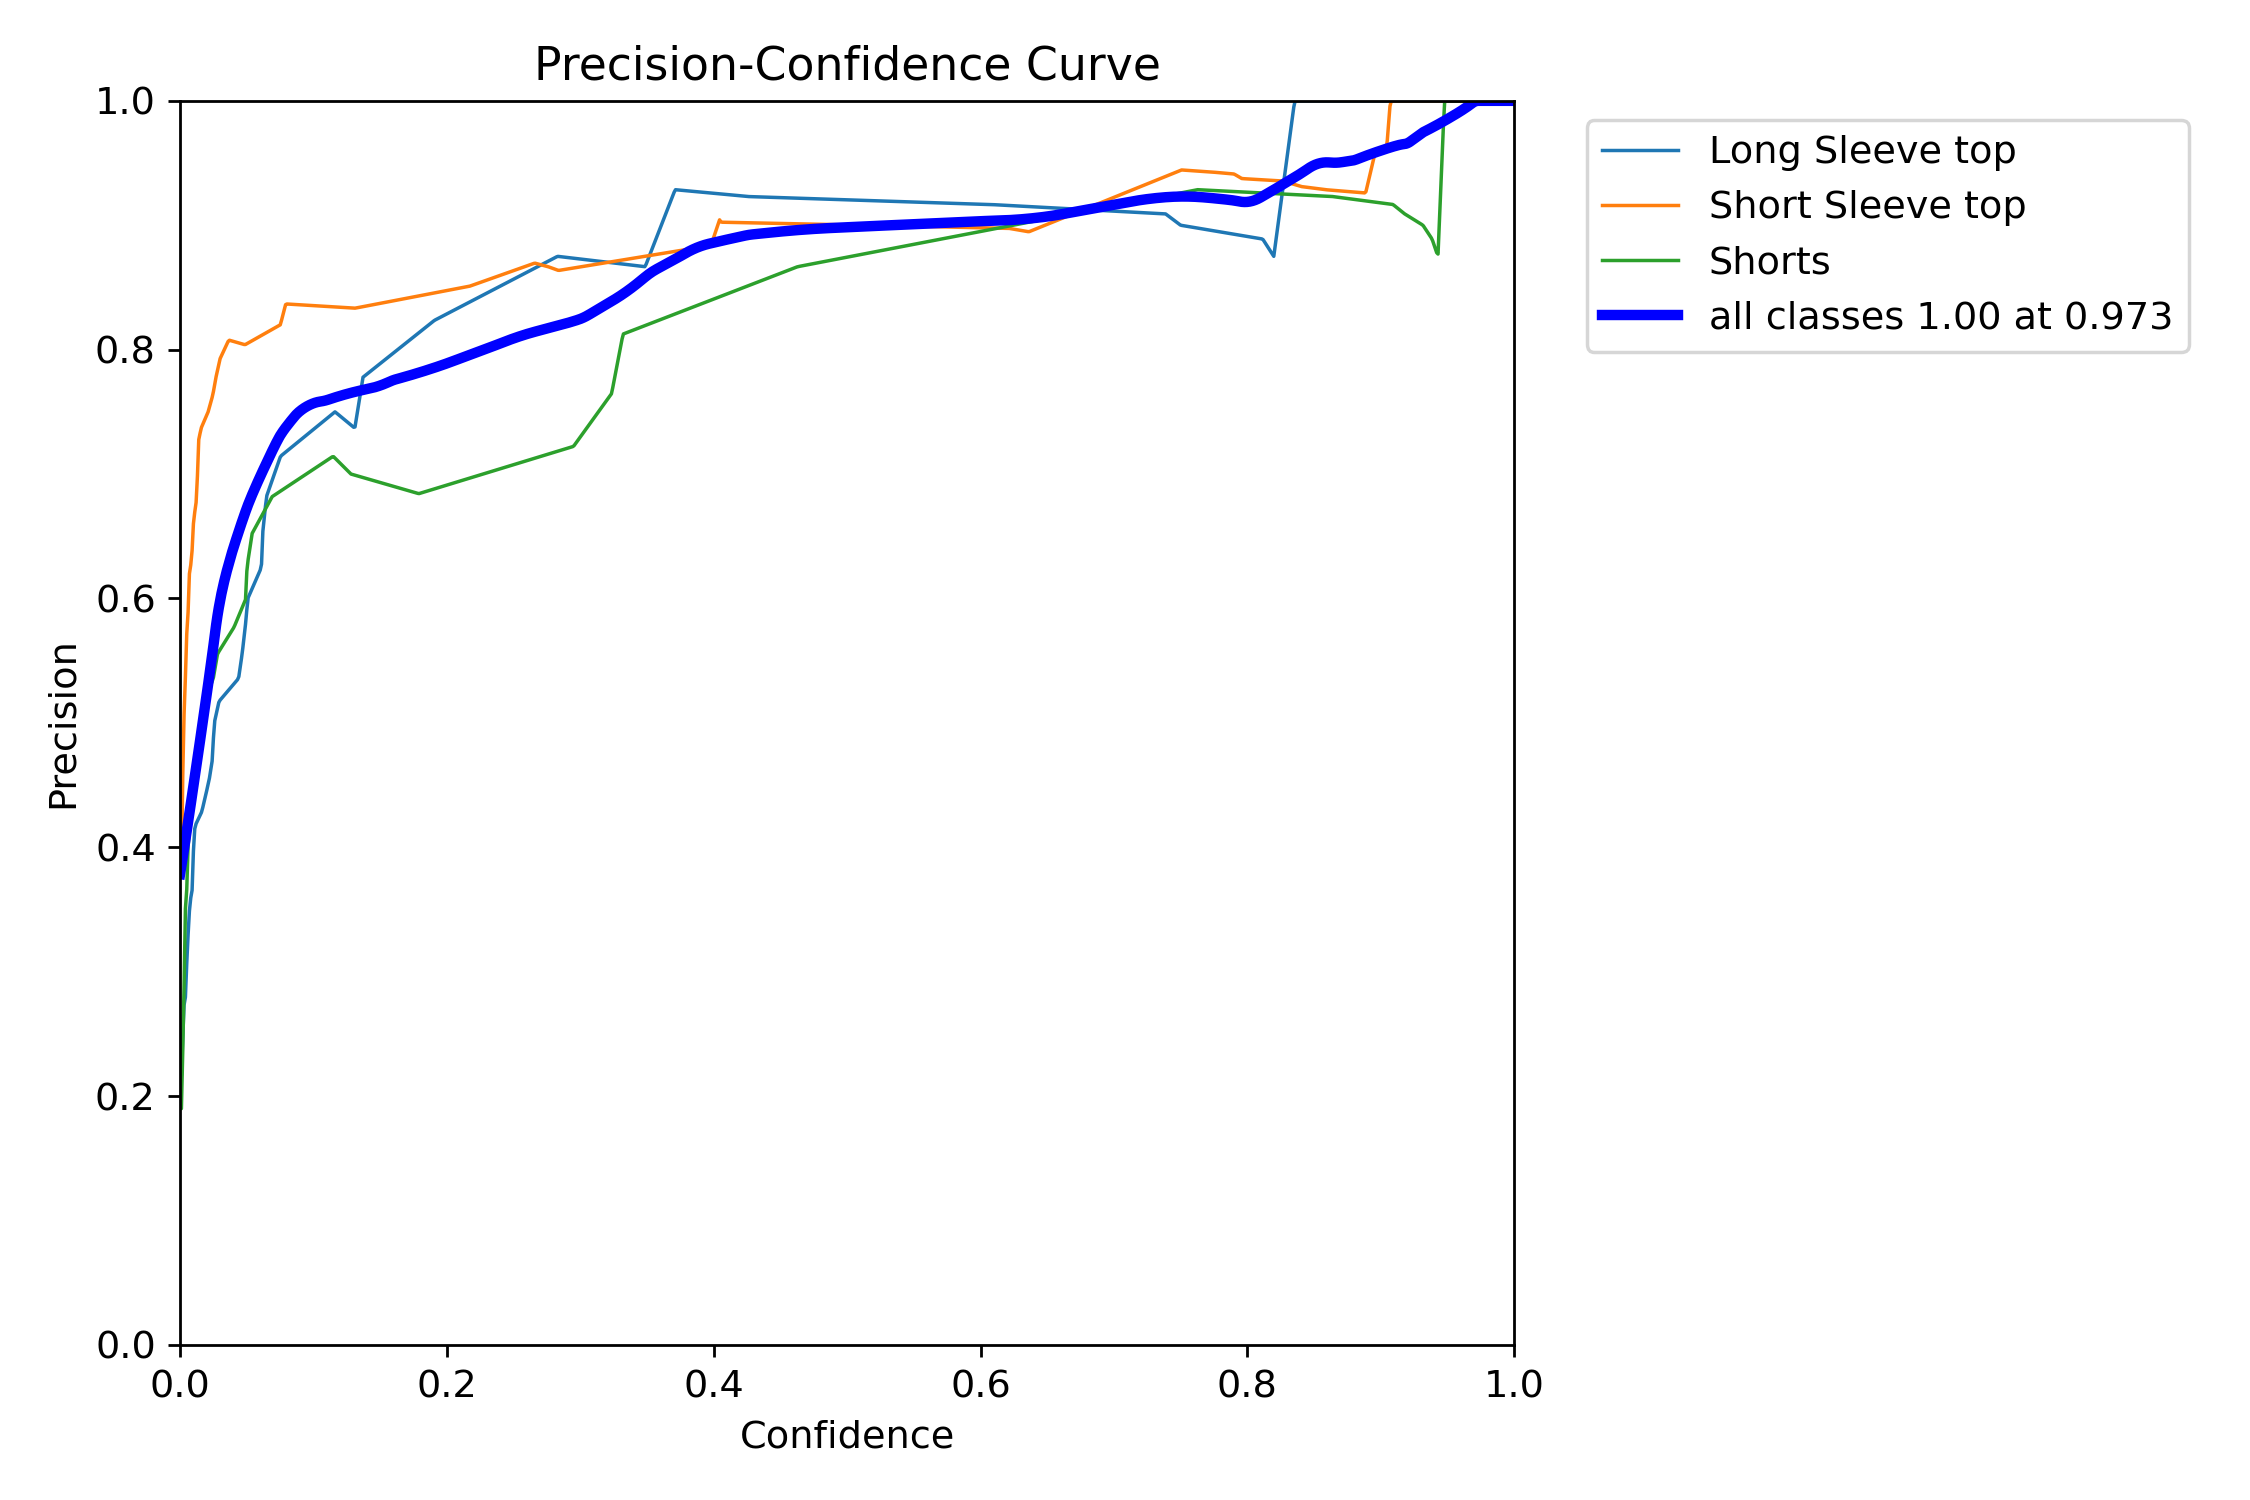 Precision-Confidence Curve
1.0
0.8
0.6
0.4
0.2
0.0
Precision
0.0 0.2 0.4 0.6 0.8 1.0
Confidence
Long Sleeve top
Short Sleeve top
Shorts
all classes 1.00 at 0.973